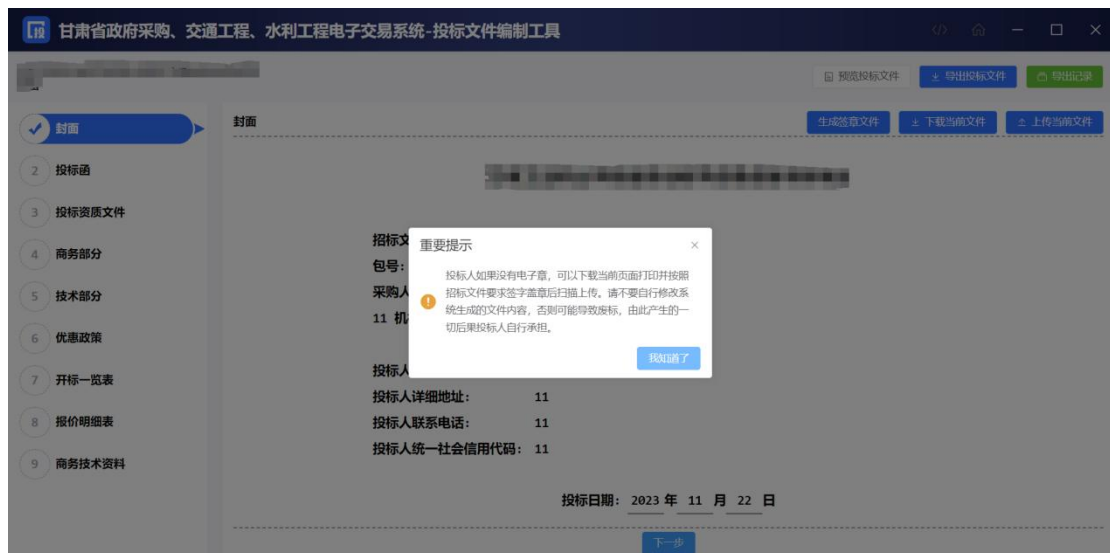 甘肃省政府采购、交通工程、水利工程电子交易系统-投标文件编制工具
预览投标文件
导出投标文件
导出记录
封面
封面
生成签章文件
下载当前文件
上传当前文件
2 投标函
3 投标资质文件
4 商务部分
5 技术部分
6 优惠政策
7 开标一览表
8 报价明细表
9 商务技术资料
招标文
包号:
采购人
11 机
重要提示
投标人如果没有电子章,可以下载当前页面打印并按照
招标文件要求签字盖章后扫描上传。请不要自行修改系
统生成的文件内容,否则可能导致废标,由此产生的一
切后果投标人自行承担。
我知道了
投标人
投标人详细地址: 11
投标人联系电话: 11
投标人统一社会信用代码: 11
投标日期: 2023 年 11 月 22 日
下一步